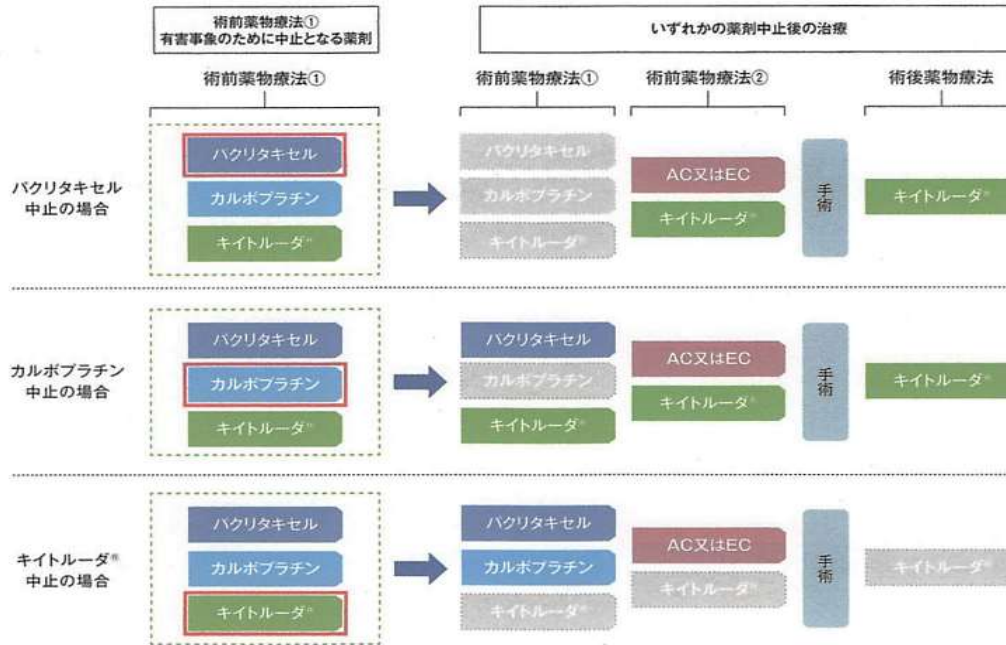 術前薬物療法①
有害事象のために中止となる薬剤
いずれかの薬剤中止後の治療
術前薬物療法①
術前薬物療法①
術前薬物療法②
術後薬物療法
パクリタキセル
中止の場合
パクリタキセル
カルボプラチン
キイトルーダ®
パクリタキセル
カルボプラチン
キイトルーダ®
AC又はEC
キイトルーダ®
手術
キイトルーダ®
カルボプラチン
中止の場合
パクリタキセル
カルボプラチン
キイトルーダ®
パクリタキセル
カルボプラチン
キイトルーダ®
AC又はEC
キイトルーダ®
手術
キイトルーダ®
キイトルーダ®
中止の場合
パクリタキセル
カルボプラチン
キイトルーダ®
パクリタキセル
カルボプラチン
キイトルーダ®
AC又はEC
キイトルーダ®
手術
キイトルーダ®